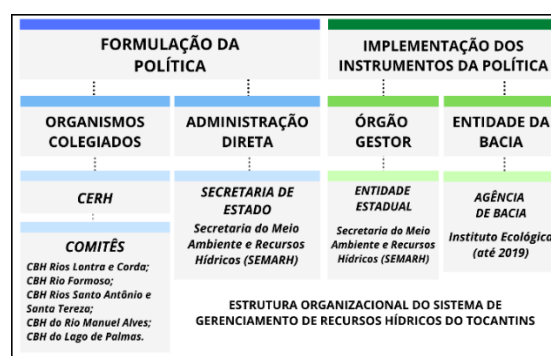 FORMULAÇÃO DA
POLÍTICA
IMPLEMENTAÇÃO DOS
INSTRUMENTOS DA POLÍTICA
ORGANISMOS
COLEGIADOS
ADMINISTRAÇÃO
DIRETA
ÓRGÃO
GESTOR
ENTIDADE DA
BACIA
CERH
COMITÊS
CBH Rios Lontra e Corda;
CBH Rio Formoso;
CBH Rios Santo Antônio e
Santa Tereza;
CBH do Rio Manuel Alves;
CBH do Lago de Palmas.
SECRETARIA DE
ESTADO
Secretaria do Meio
Ambiente e Recursos
Hídricos (SEMARH)
ENTIDADE
ESTADUAL
Secretaria do Meio
Ambiente e Recursos
Hídricos (SEMARH)
AGÊNCIA
DE BACIA
Instituto Ecológica
(até 2019)
ESTRUTURA ORGANIZACIONAL DO SISTEMA DE
GERENCIAMENTO DE RECURSOS HÍDRICOS DO TOCANTINS